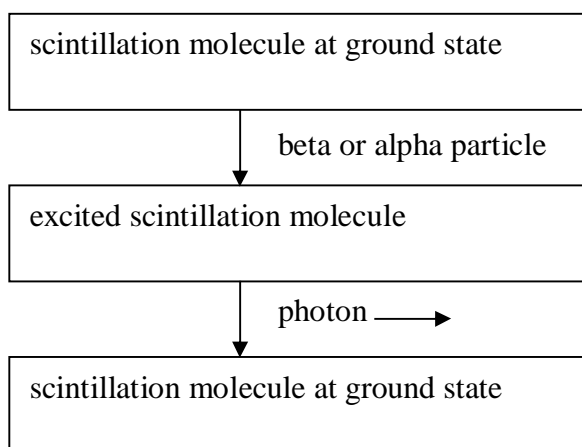 scintillation molecule at ground state
beta or alpha particle
excited scintillation molecule
photon
scintillation molecule at ground state